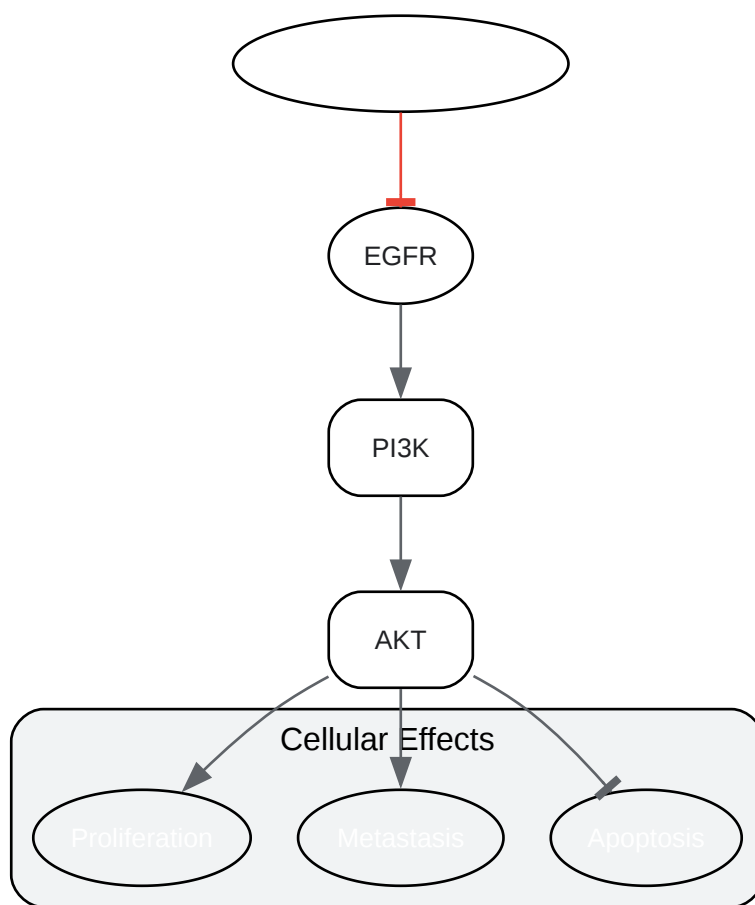 EGFR
PI3K
AKT
Cellular Effects
Proliferation
Metastasis
Apoptosis